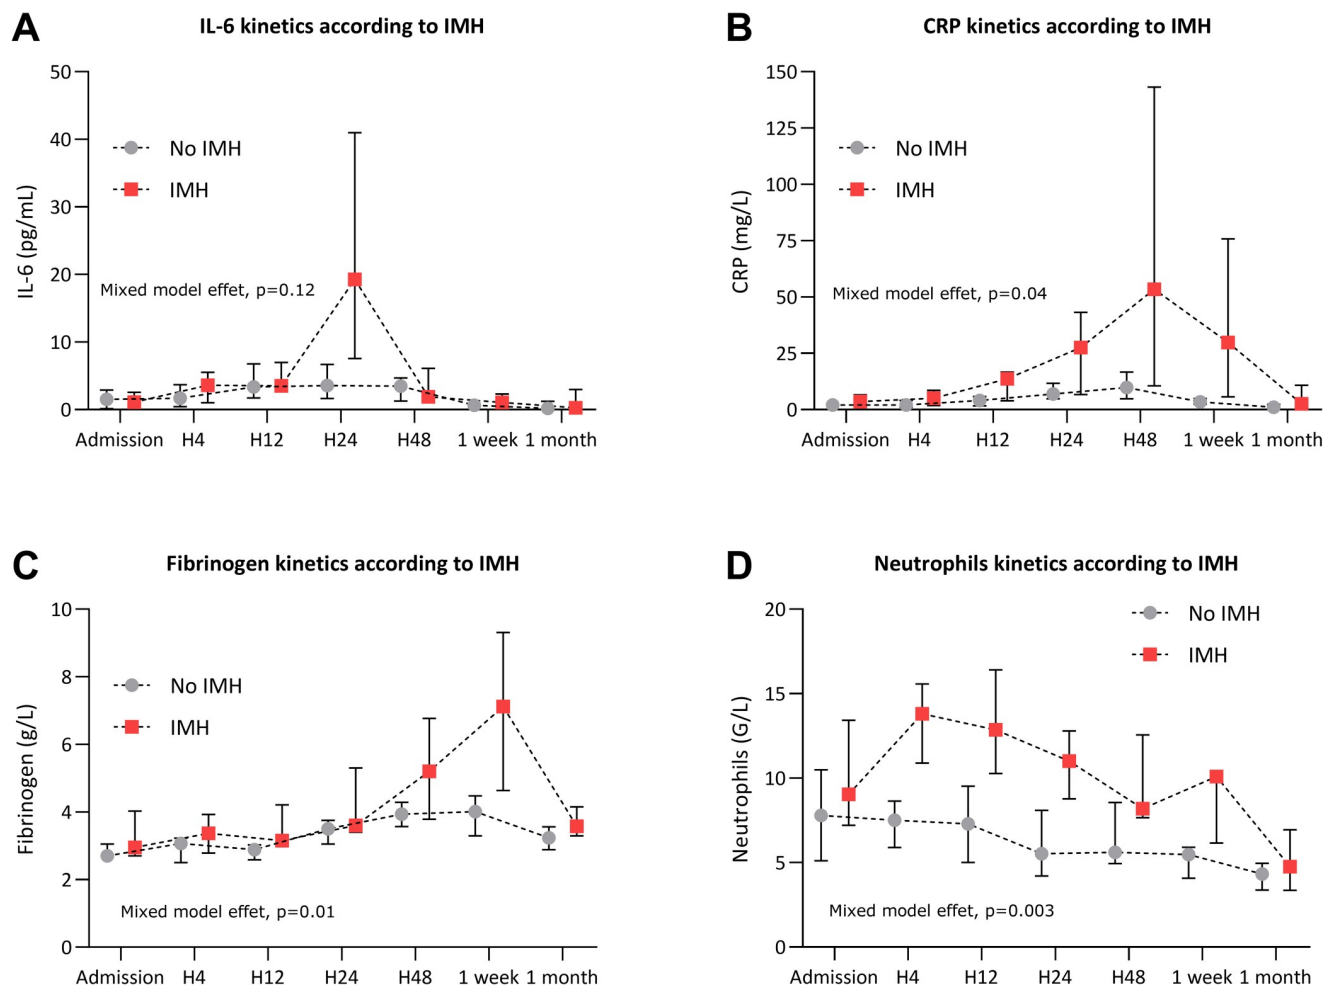 A
IL-6 kinetics according to IMH
50
40
30
20
10
0
IL-6 (pg/mL)
No IMH
IMH
Mixed model effet, p=0.12
Admission H4 H12 H24 H48 1 week 1 month
B
CRP kinetics according to IMH
150
125
100
75
50
25
0
CRP (mg/L)
No IMH
IMH
Mixed model effet, p=0.04
Admission H4 H12 H24 H48 1 week 1 month
C
Fibrinogen kinetics according to IMH
10
8
6
4
2
0
Fibrinogen (g/L)
No IMH
IMH
Mixed model effet, p=0.01
Admission H4 H12 H24 H48 1 week 1 month
D
Neutrophils kinetics according to IMH
20
15
10
5
0
Neutrophils (G/L)
No IMH
IMH
Mixed model effet, p=0.003
Admission H4 H12 H24 H48 1 week 1 month